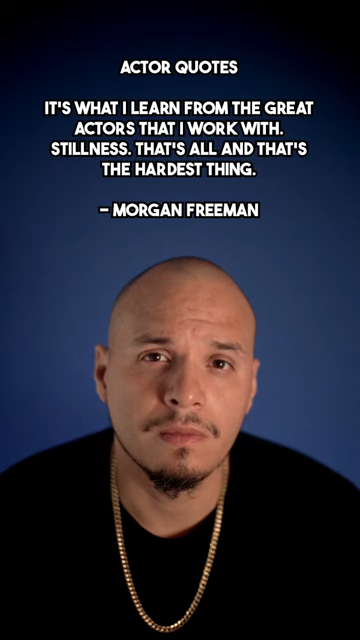 ACTOR QUOTES
IT'S WHAT I LEARN FROM THE GREAT
ACTORS THAT I WORK WITH.
STILLNESS. THAT'S ALL AND THAT'S
THE HARDEST THING.
– MORGAN FREEMAN